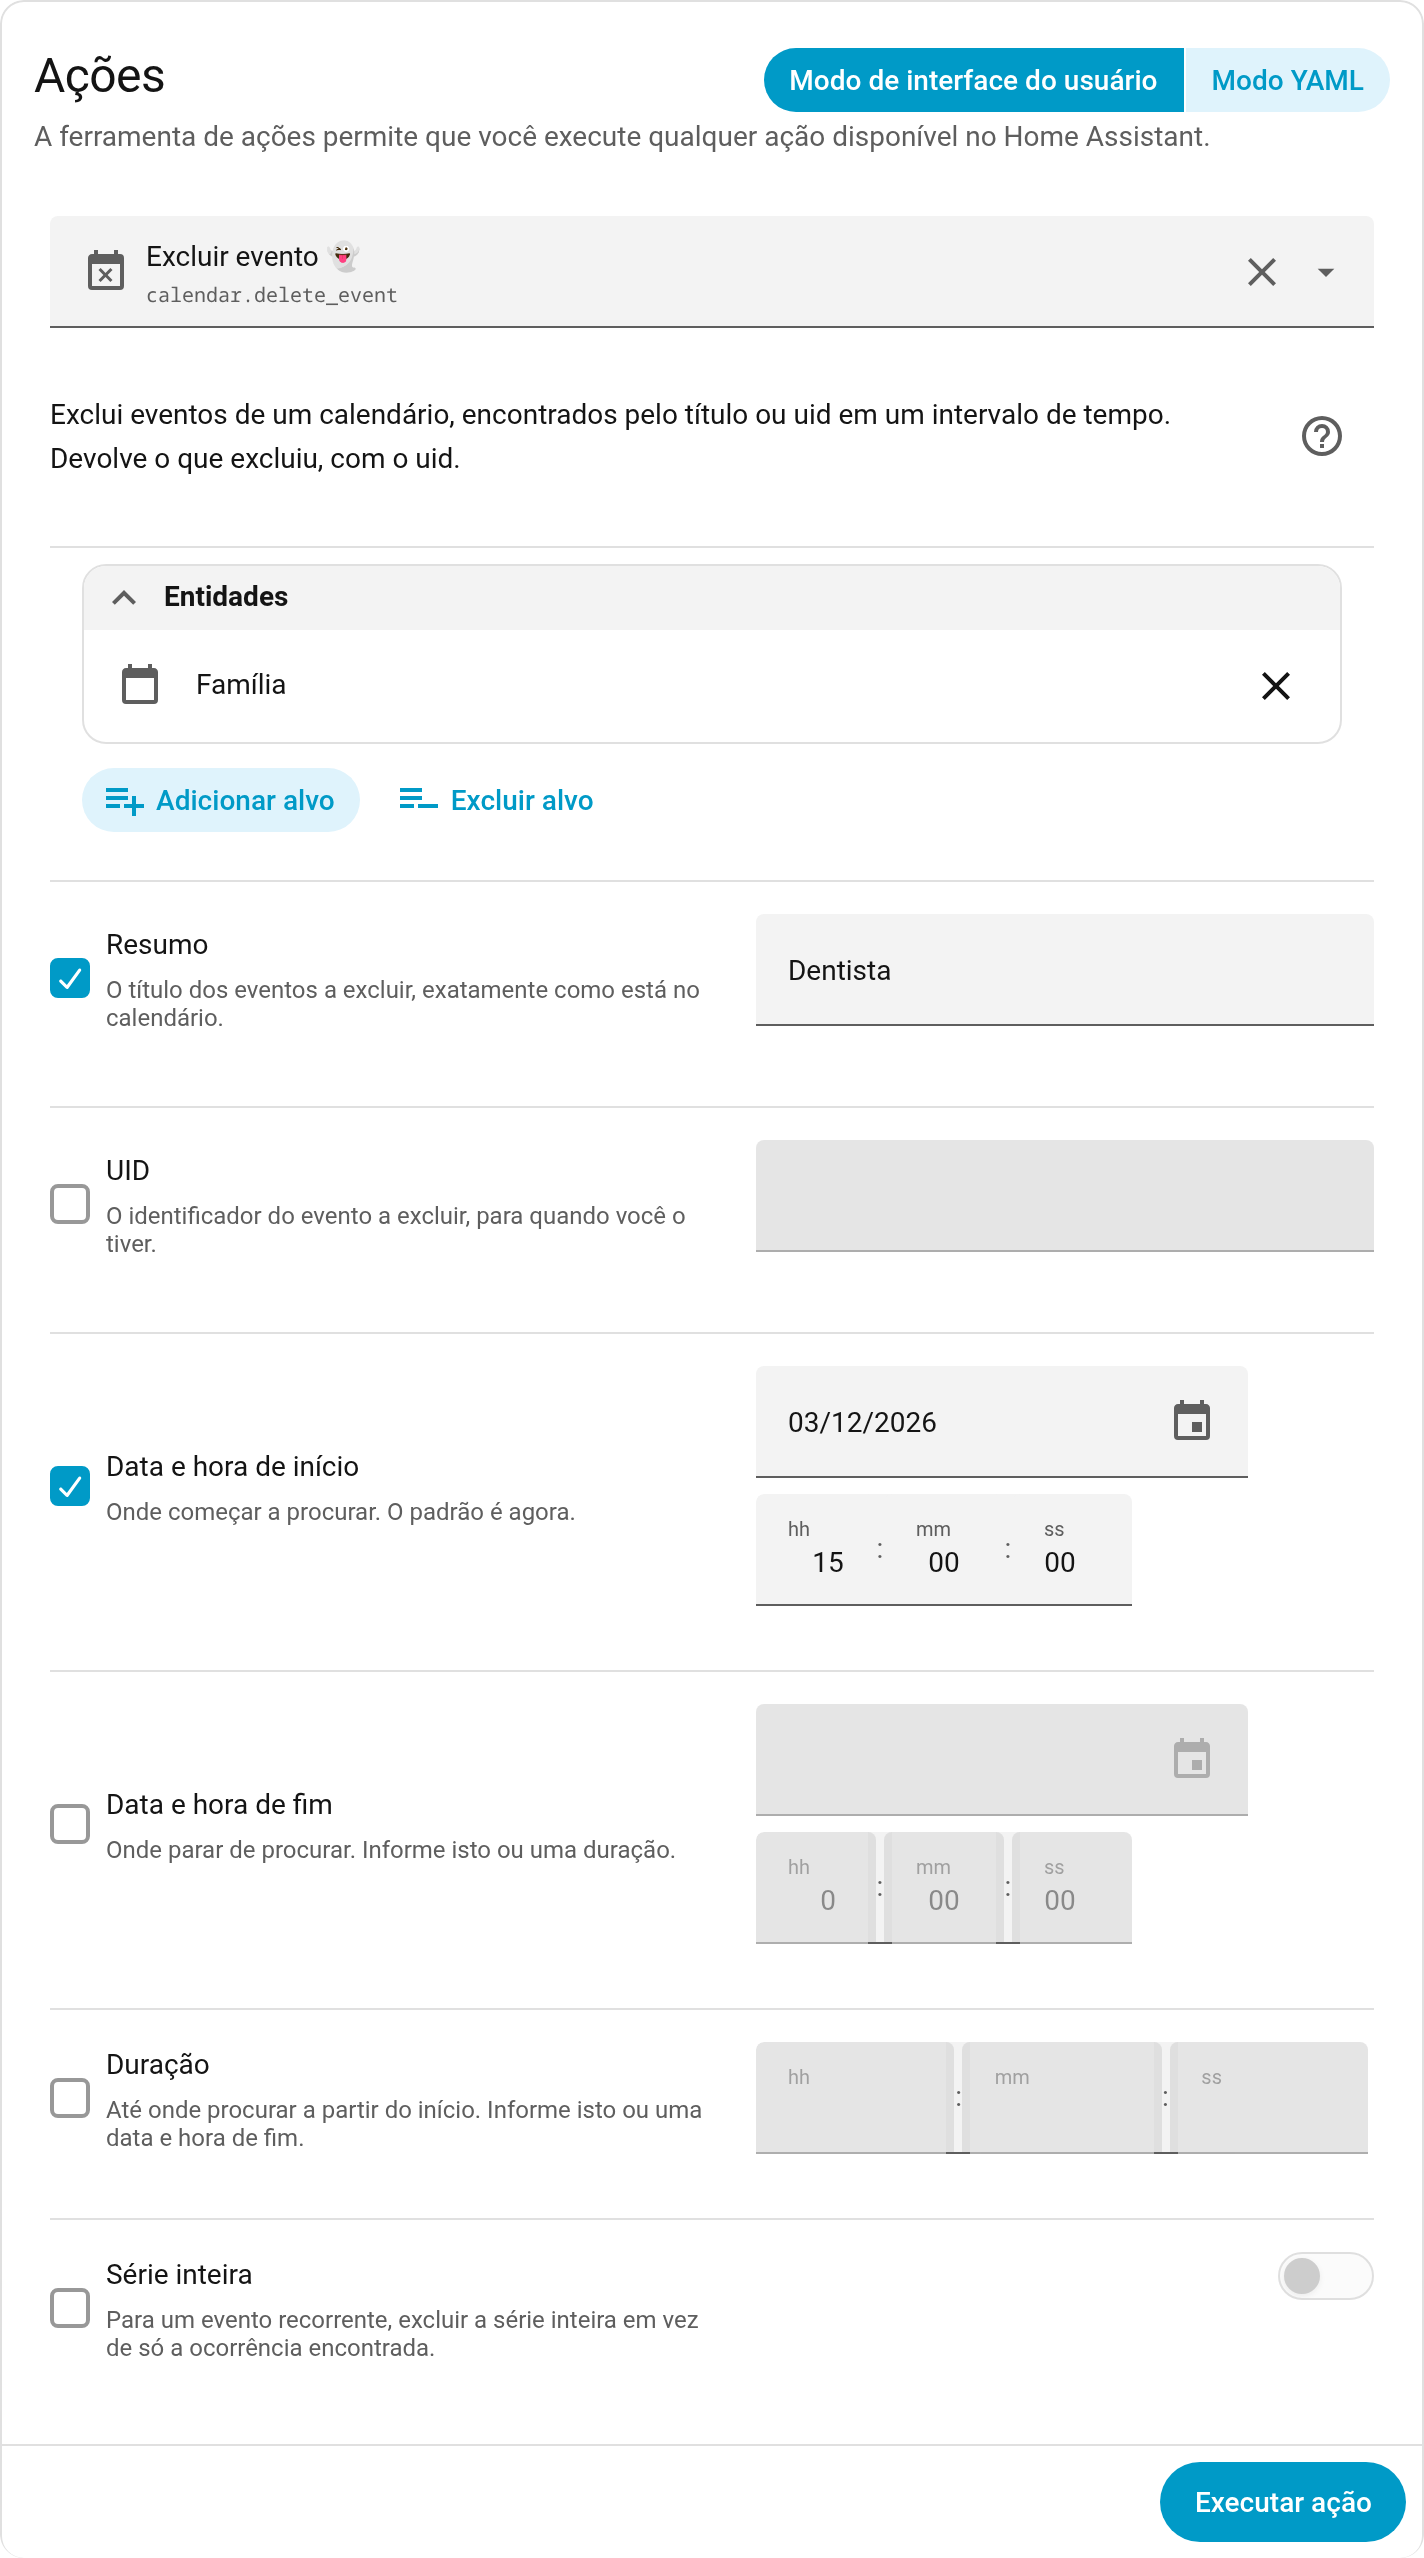 Ações
Modo de interface do usuário
Modo YAML
A ferramenta de ações permite que você execute qualquer ação disponível no Home Assistant.
Excluir evento 👻
calendar.delete_event
Exclui eventos de um calendário, encontrados pelo título ou uid em um intervalo de tempo.
Devolve o que excluiu, com o uid.
Entidades
Família
Adicionar alvo
Excluir alvo
Resumo
O título dos eventos a excluir, exatamente como está no
calendário.
Dentista
UID
O identificador do evento a excluir, para quando você o
tiver.
Data e hora de início
Onde começar a procurar. O padrão é agora.
03/12/2026
hh mm ss
15 : 00 : 00
Data e hora de fim
Onde parar de procurar. Informe isto ou uma duração.
hh mm ss
0 : 00 : 00
Duração
Até onde procurar a partir do início. Informe isto ou uma
data e hora de fim.
hh : mm : ss
Série inteira
Para um evento recorrente, excluir a série inteira em vez
de só a ocorrência encontrada.
Executar ação